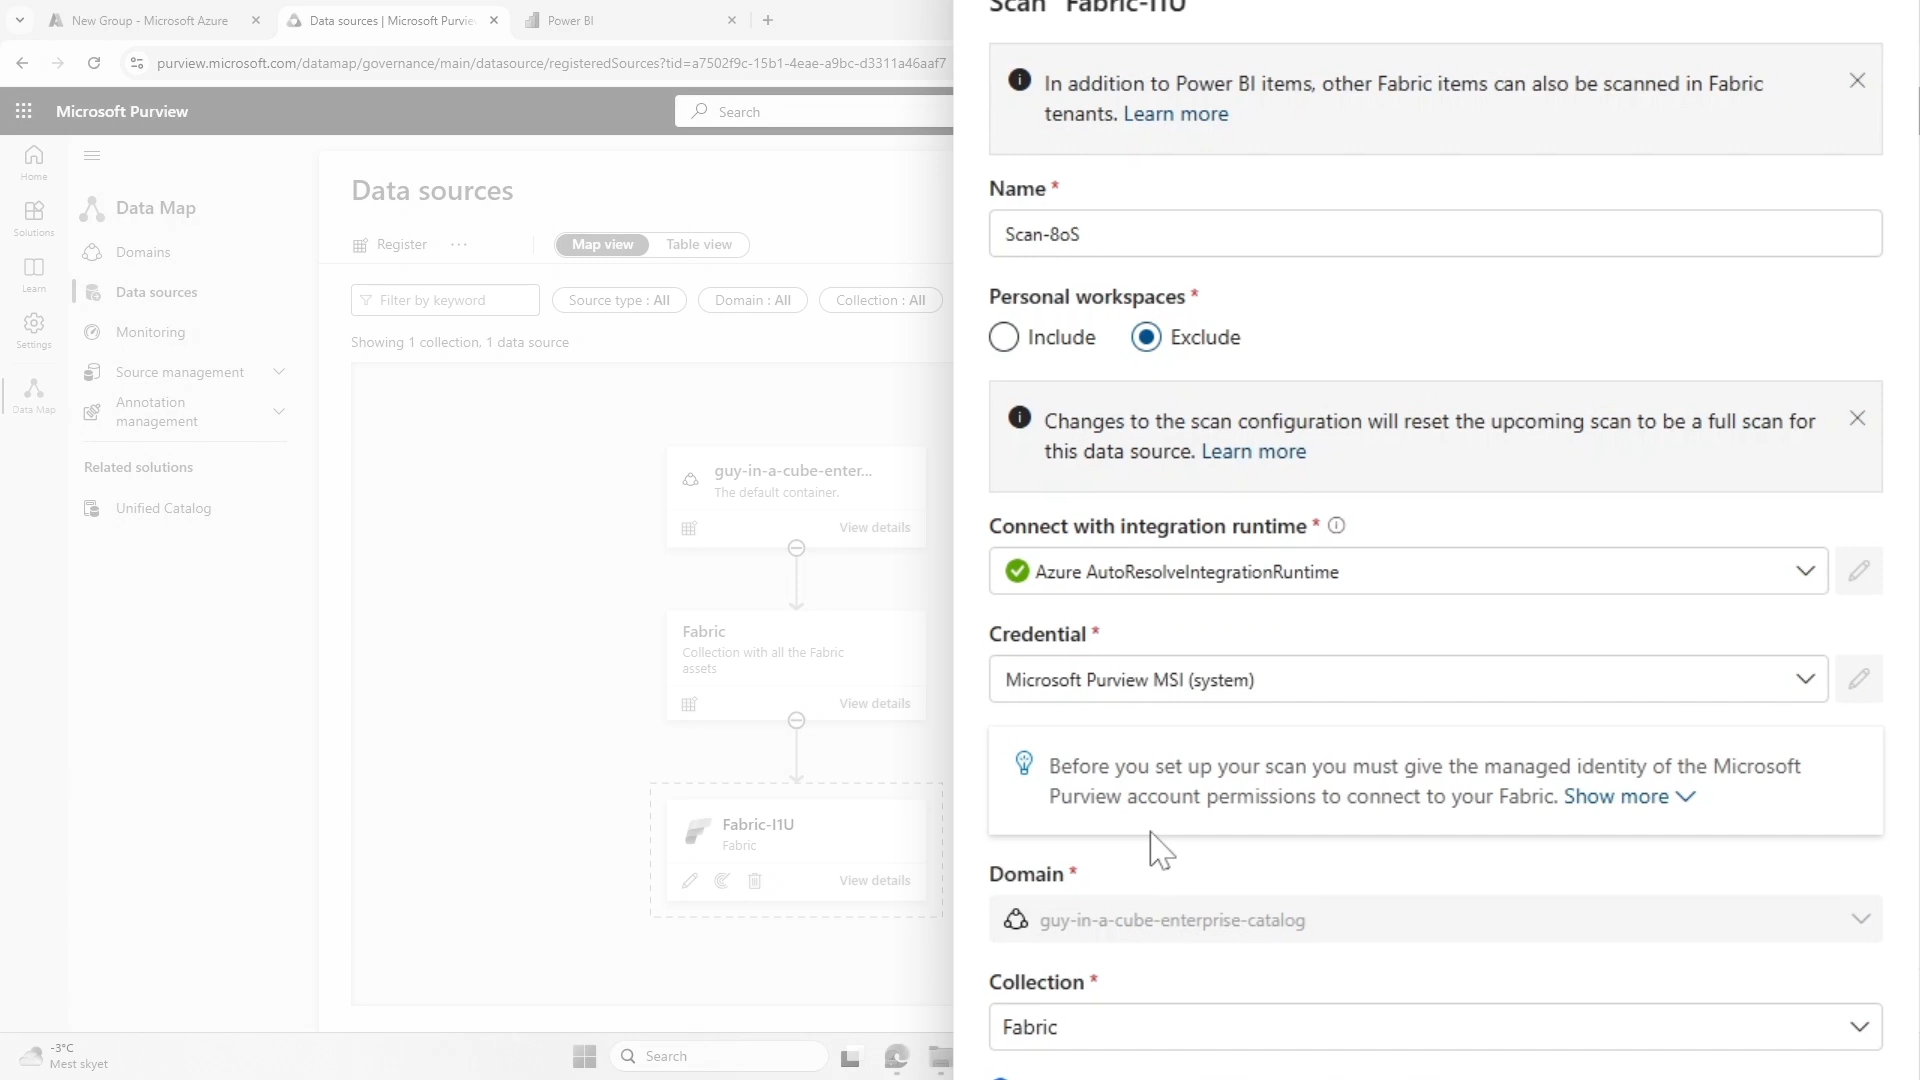 New Group - Microsoft Azure
Data sources | Microsoft Purvie
Power BI
purview.microsoft.com/datamap/governance/main/datasource/registeredSources?tid=a7502f9c-15b1-4eae-a9bc-d3311a46aaf7
Microsoft Purview
Search
Home
Solutions
Learn
Settings
Data Map
Data Map
Domains
Data sources
Monitoring
Source management
Annotation
management
Related solutions
Unified Catalog
Data sources
Register
Map view
Table view
Filter by keyword
Source type : All
Domain : All
Collection : All
Showing 1 collection, 1 data source
guy-in-a-cube-enter...
The default container.
View details
Fabric
Collection with all the Fabric
assets
View details
Fabric-I1U
Fabric
View details
Scan "Fabric-I1U"
In addition to Power BI items, other Fabric items can also be scanned in Fabric
tenants. Learn more
Name *
Scan-8oS
Personal workspaces *
Include
Exclude
Changes to the scan configuration will reset the upcoming scan to be a full scan for
this data source. Learn more
Connect with integration runtime *
Azure AutoResolveIntegrationRuntime
Credential *
Microsoft Purview MSI (system)
Before you set up your scan you must give the managed identity of the Microsoft
Purview account permissions to connect to your Fabric. Show more
Domain *
guy-in-a-cube-enterprise-catalog
Collection *
Fabric
-3°C
Mest skyet
Search